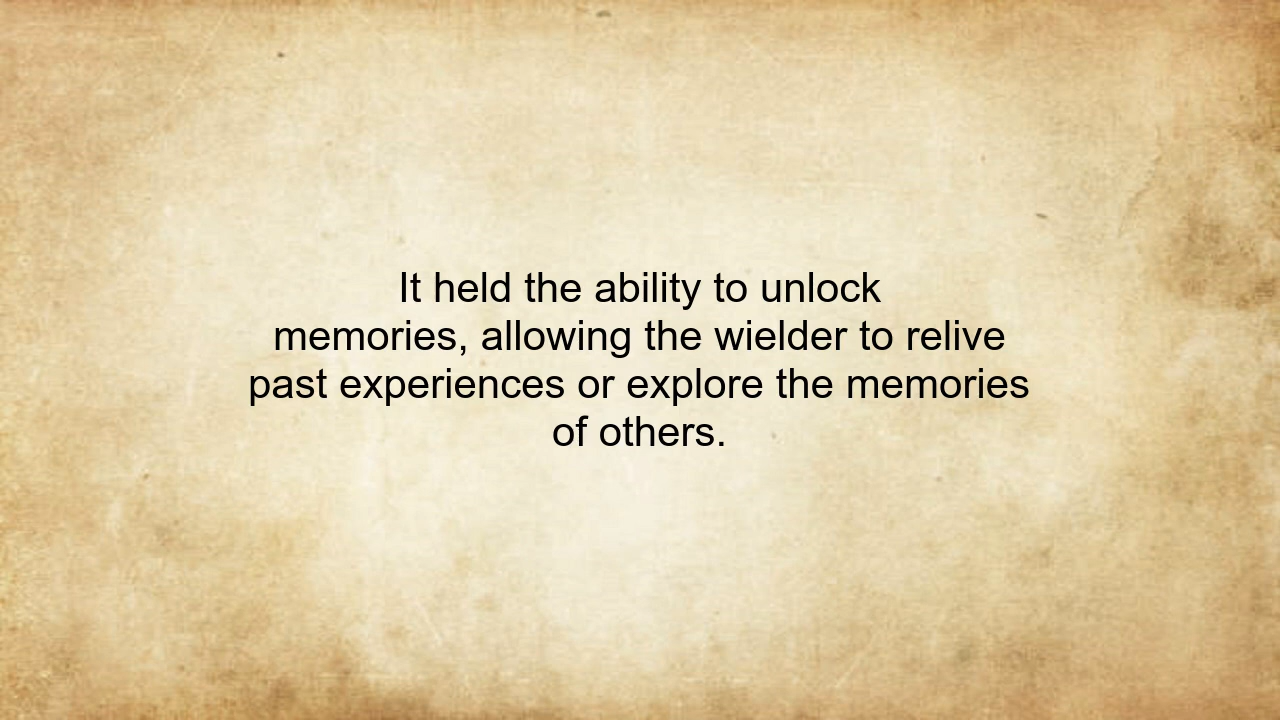 It held the ability to unlock
memories, allowing the wielder to relive
past experiences or explore the memories
of others.